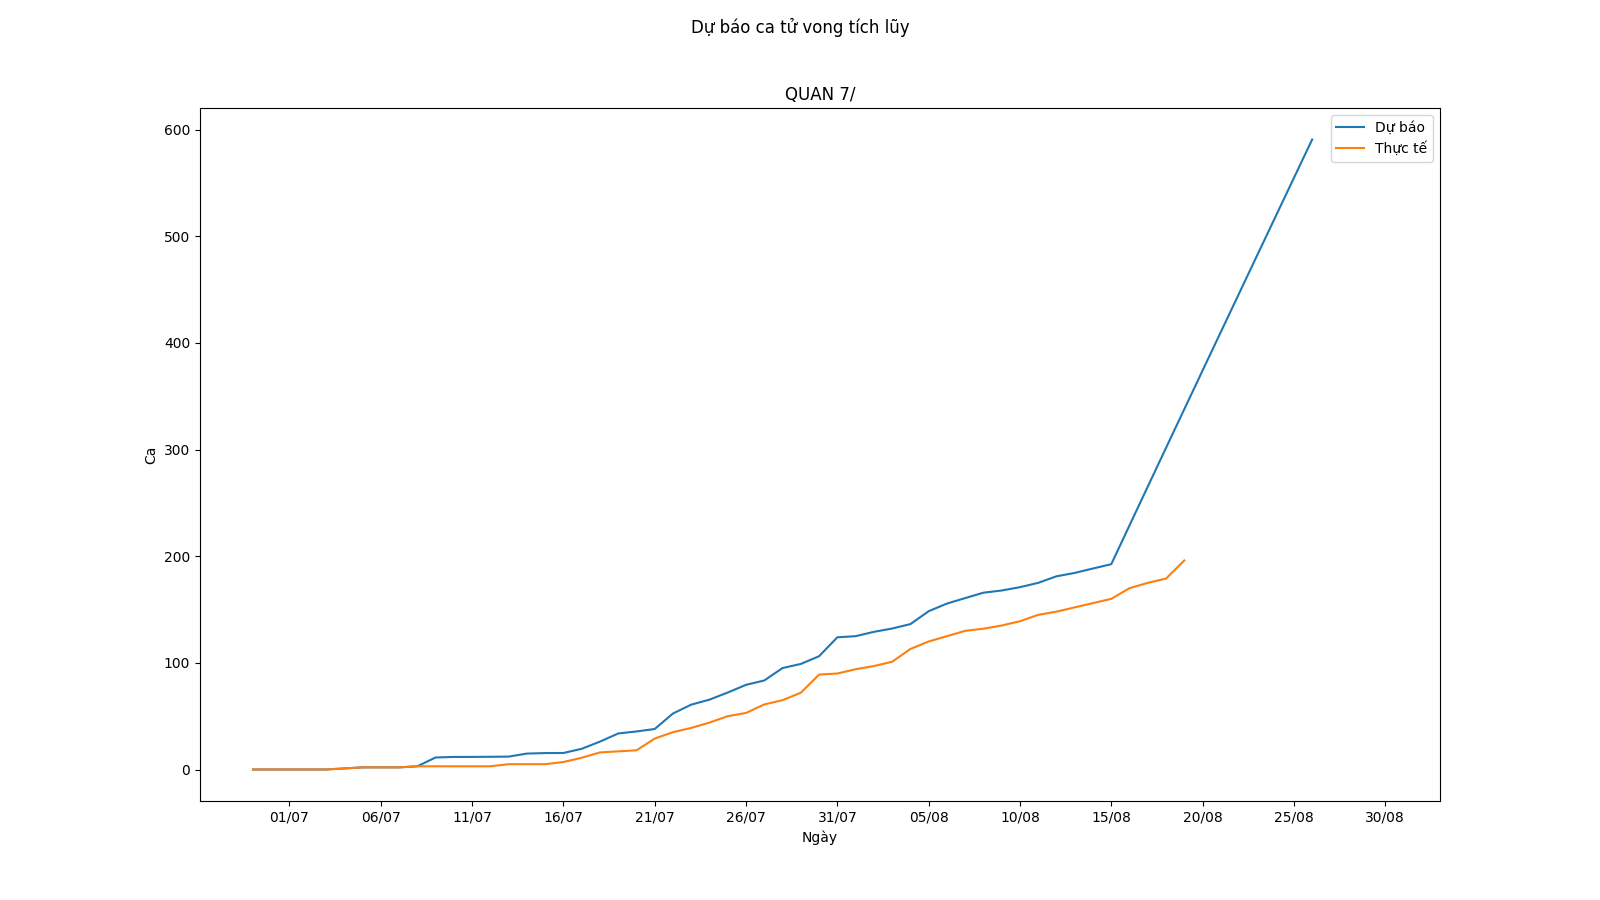 Dự báo ca tử vong tích lũy
QUAN 7/
Dự báo
Thực tế
600
500
400
300
200
100
0
Ca
01/07 06/07 11/07 16/07 21/07 26/07 31/07 05/08 10/08 15/08 20/08 25/08 30/08
Ngày